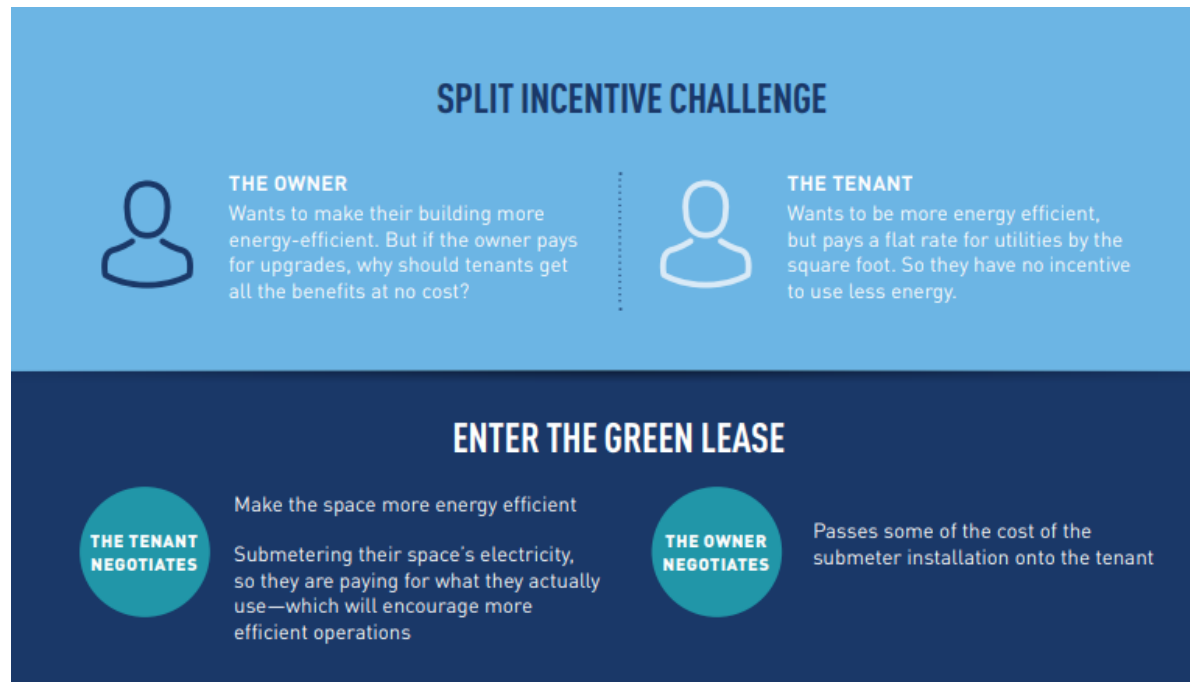 SPLIT INCENTIVE CHALLENGE
THE OWNER
Wants to make their building more
energy-efficient. But if the owner pays
for upgrades, why should tenants get
all the benefits at no cost?
THE TENANT
Wants to be more energy efficient,
but pays a flat rate for utilities by the
square foot. So they have no incentive
to use less energy.
ENTER THE GREEN LEASE
THE TENANT
NEGOTIATES
Make the space more energy efficient
Submetering their space's electricity,
so they are paying for what they actually
use—which will encourage more
efficient operations
THE OWNER
NEGOTIATES
Passes some of the cost of the
submeter installation onto the tenant